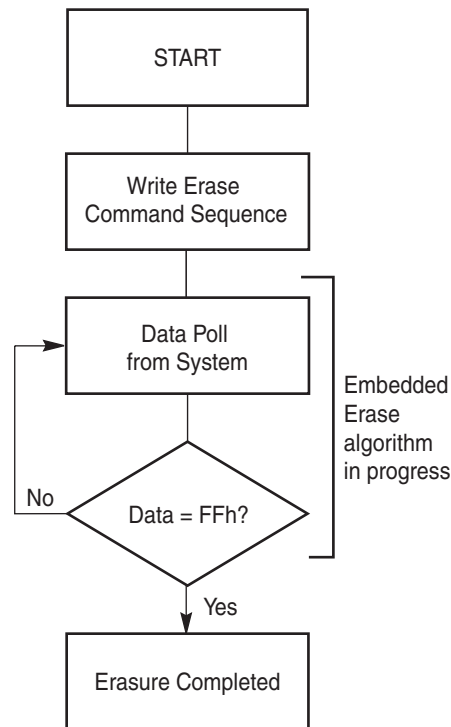 START
Write Erase
Command Sequence
Data Poll
from System
Embedded
Erase
algorithm
in progress
No
Data = FFh?
Yes
Erasure Completed